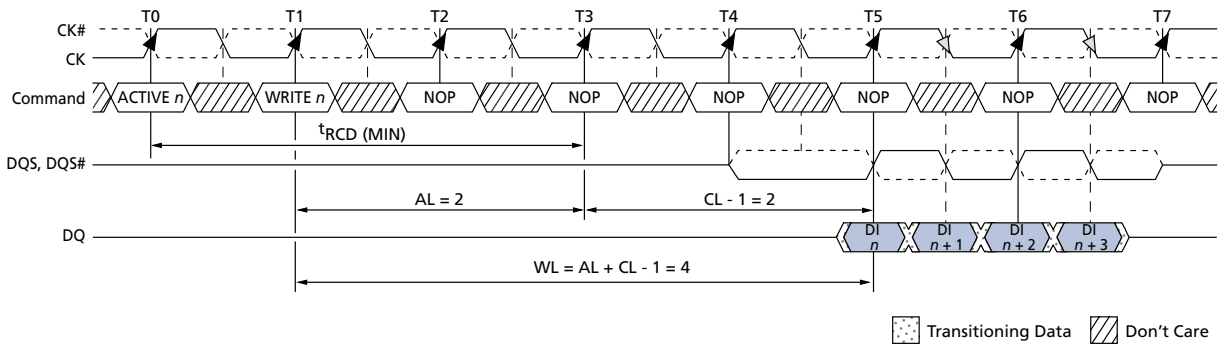 T0 T1 T2 T3 T4 T5 T6 T7
CK#
CK
Command ACTIVE n WRITE n NOP NOP NOP NOP NOP NOP
tRCD (MIN)
DQS, DQS#
AL = 2 CL - 1 = 2
DQ DI n DI n + 1 DI n + 2 DI n + 3
WL = AL + CL - 1 = 4
Transitioning Data Don't Care